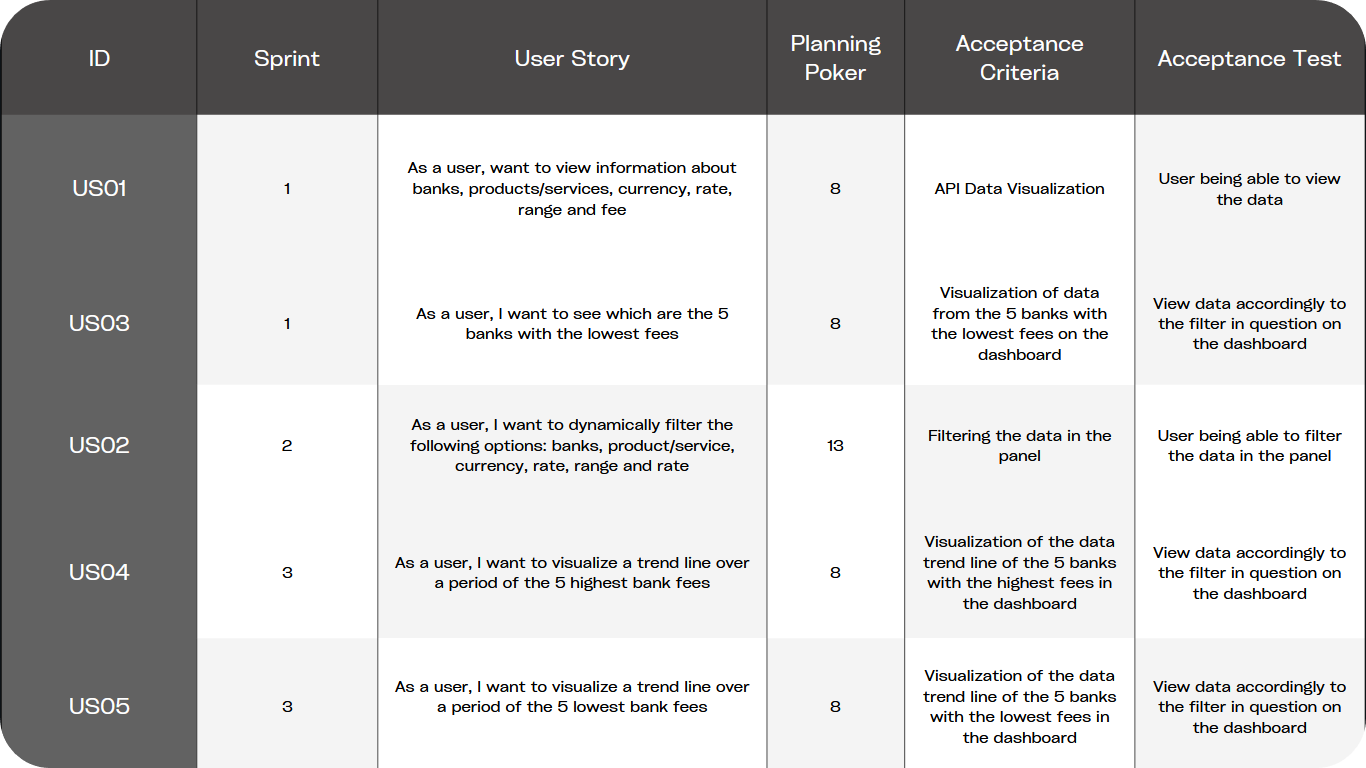 ID
Sprint
User Story
Planning
Poker
Acceptance
Criteria
Acceptance Test
US01
1
As a user, want to view information about
banks, products/services, currency, rate,
range and fee
8
API Data Visualization
User being able to view
the data
US03
1
As a user, I want to see which are the 5
banks with the lowest fees
8
Visualization of data
from the 5 banks with
the lowest fees on the
dashboard
View data accordingly to
the filter in question on
the dashboard
US02
2
As a user, I want to dynamically filter the
following options: banks, product/service,
currency, rate, range and rate
13
Filtering the data in the
panel
User being able to filter
the data in the panel
US04
3
As a user, I want to visualize a trend line over
a period of the 5 highest bank fees
8
Visualization of the data
trend line of the 5 banks
with the highest fees in
the dashboard
View data accordingly to
the filter in question on
the dashboard
US05
3
As a user, I want to visualize a trend line over
a period of the 5 lowest bank fees
8
Visualization of the data
trend line of the 5 banks
with the lowest fees in
the dashboard
View data accordingly to
the filter in question on
the dashboard